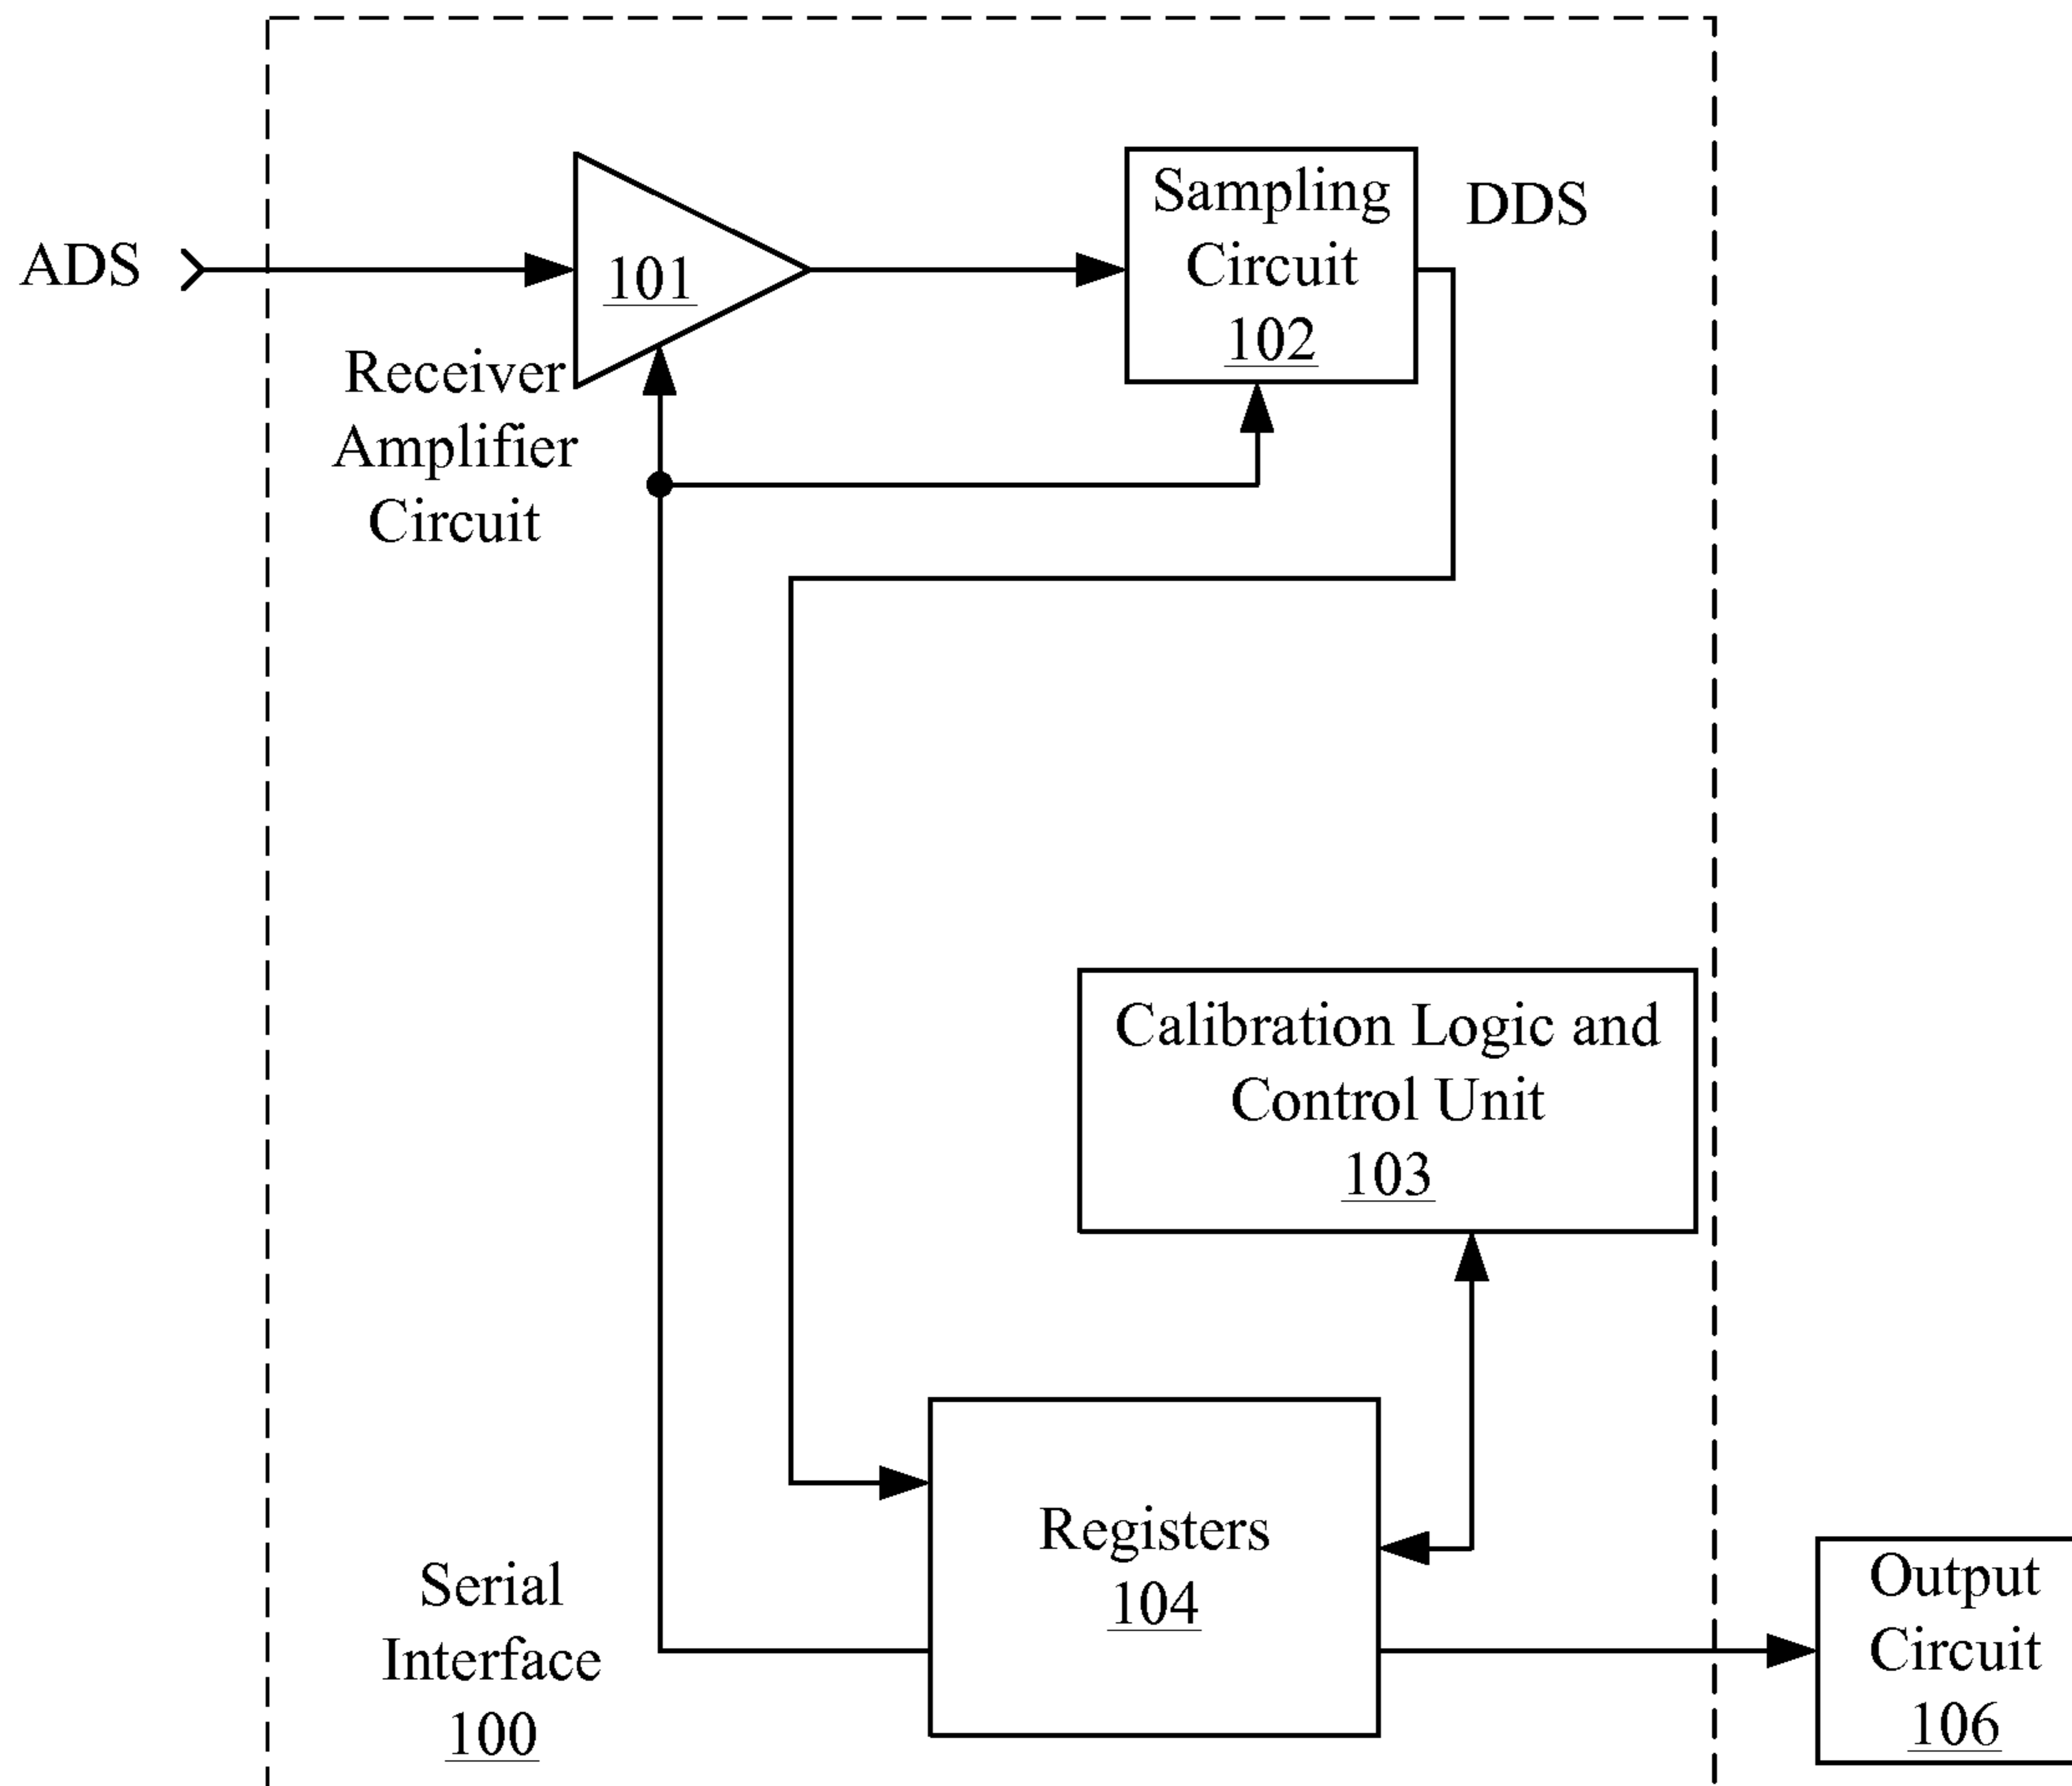 ADS
101
Receiver
Amplifier
Circuit
Sampling
Circuit
102
DDS
Calibration Logic and
Control Unit
103
Registers
104
Serial
Interface
100
Output
Circuit
106